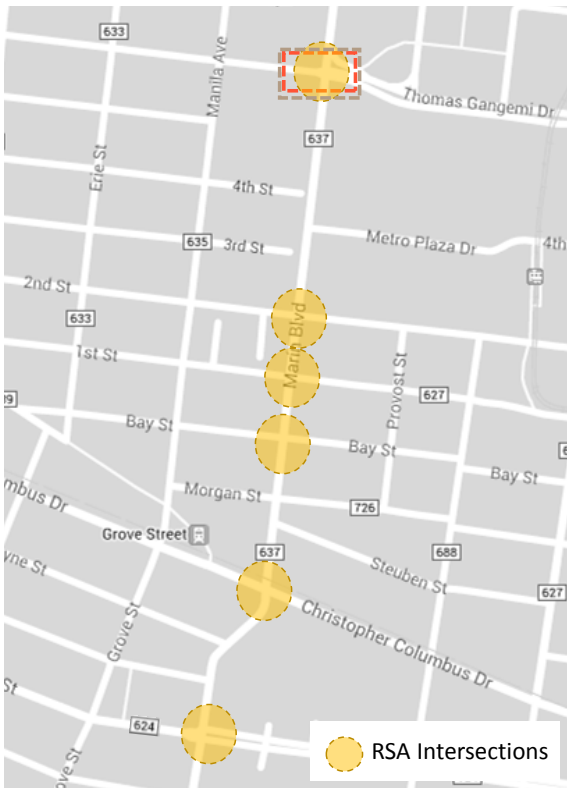 633
Manila Ave
Thomas Gangemi Dr
637
Erie St
4th St
635
3rd St
Metro Plaza Dr
4th
2nd St
633
Marin Blvd
1st St
Provost St
627
Bay St
Bay St
Bay St
Morgan St
726
Grove Street
637
688
Steuben St
627
Christopher Columbus Dr
Grove St
624
St
RSA Intersections